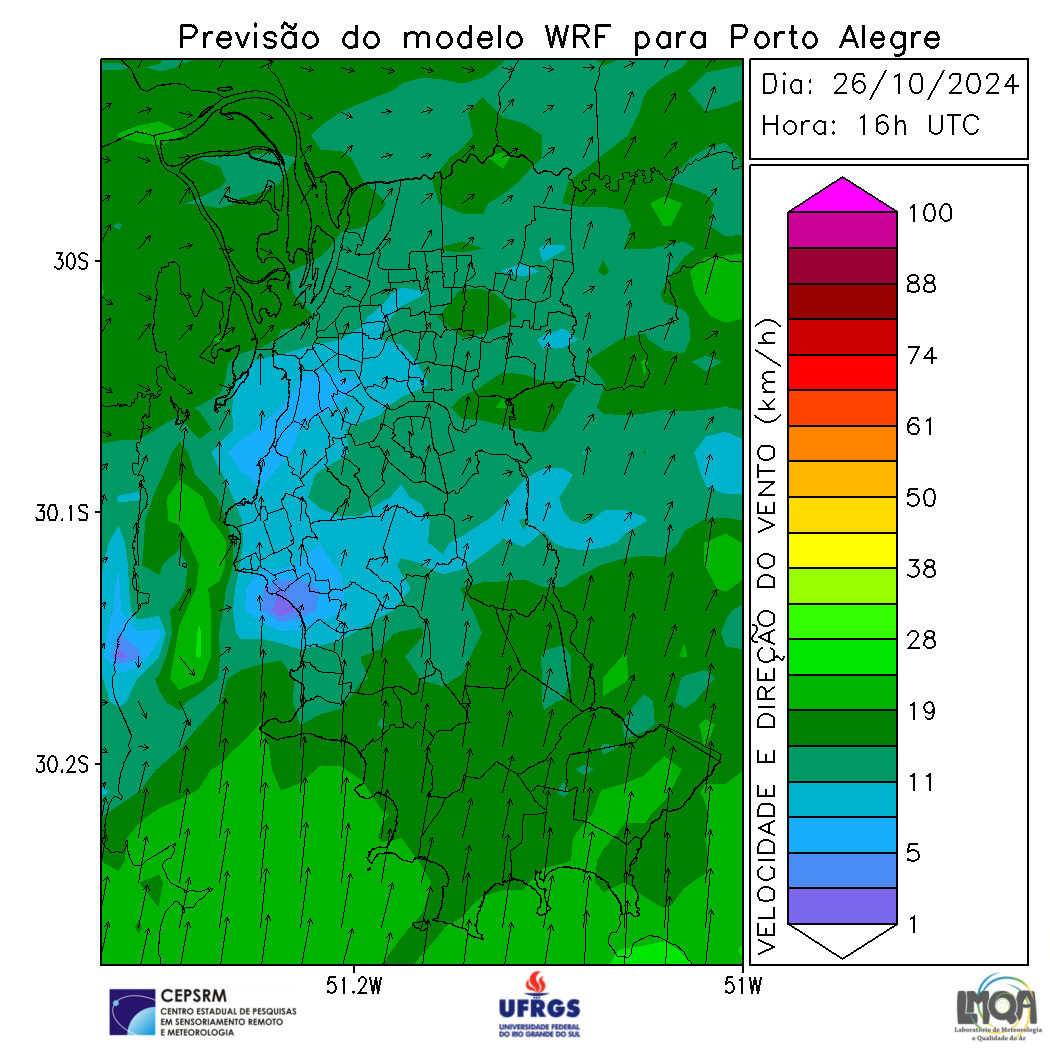 Previsão do modelo WRF para Porto Alegre
Dia: 26/10/2024
Hora: 16h UTC
30S
30.1S
30.2S
51.2W
51W
VELOCIDADE E DIREÇÃO DO VENTO (km/h)
100
88
74
61
50
38
28
19
11
5
1
CEPSRM
CENTRO ESTADUAL DE PESQUISAS
EM SENSORIAMENTO REMOTO
E METEOROLOGIA
UFRGS
UNIVERSIDADE FEDERAL
DO RIO GRANDE DO SUL
LMQA
Laboratório de Meteorologia
e Qualidade do Ar